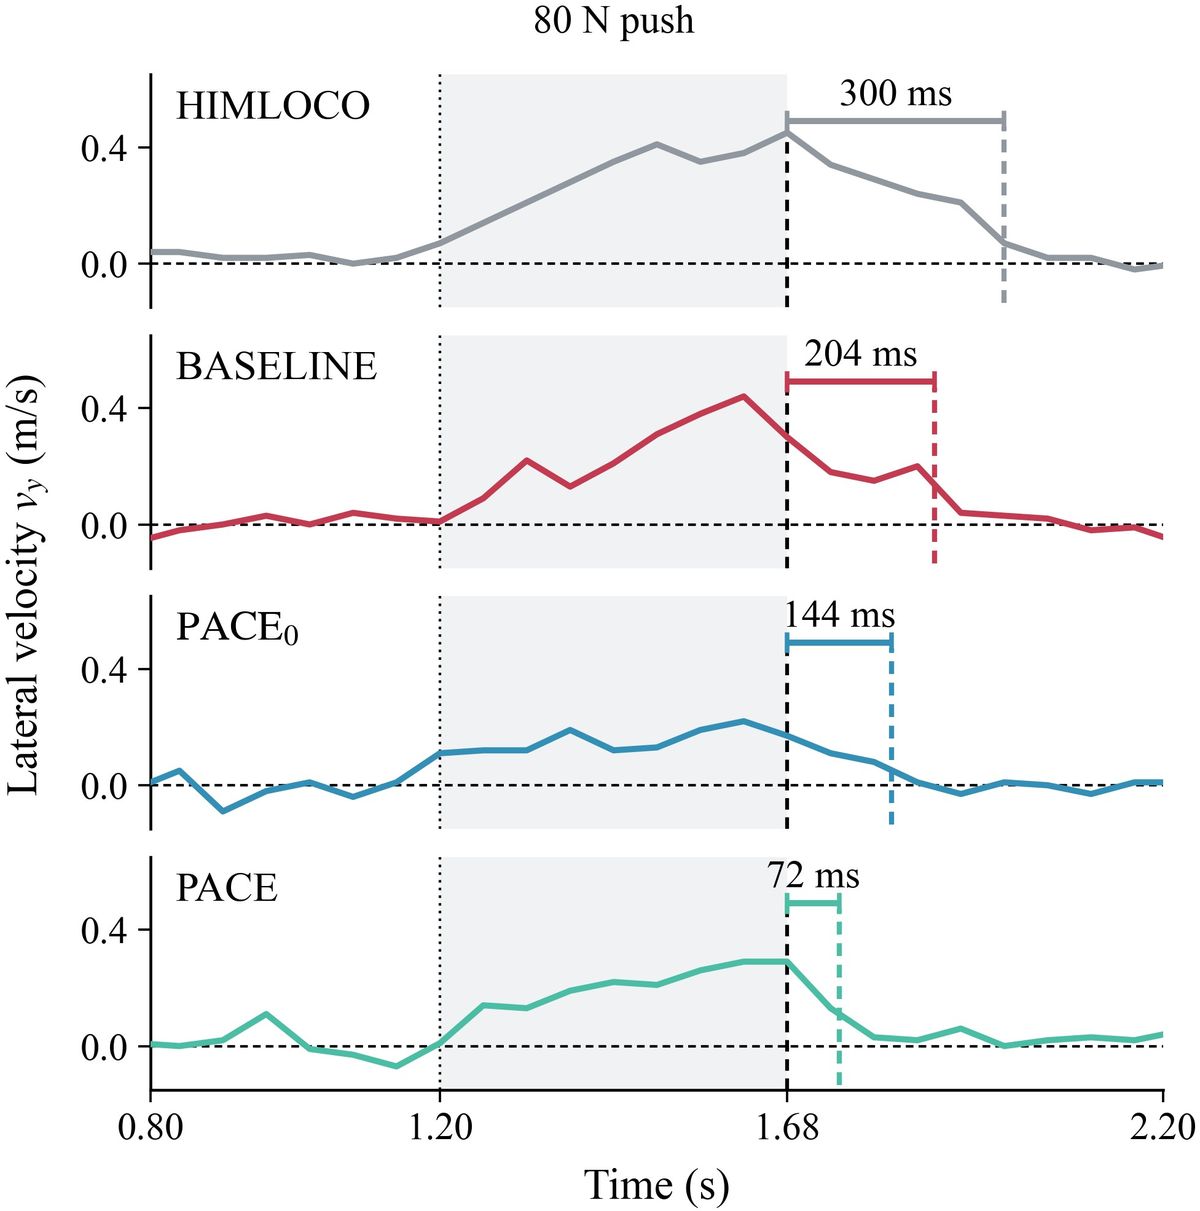 80 N push
HIMLOCO
300 ms
0.4
0.0
BASELINE
204 ms
0.4
0.0
Lateral velocity v_y (m/s)
PACE₀
144 ms
0.4
0.0
PACE
72 ms
0.4
0.0
0.80 1.20 1.68 2.20
Time (s)